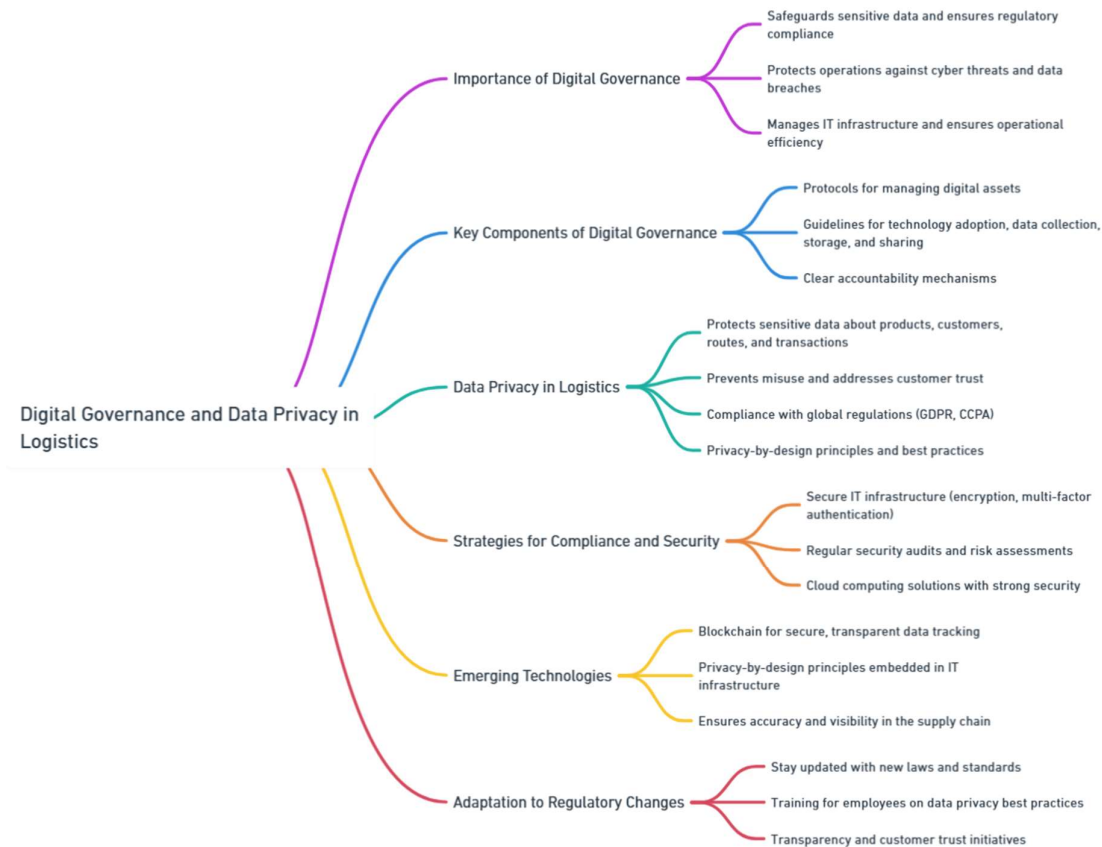 Digital Governance and Data Privacy in
Logistics
Importance of Digital Governance
Safeguards sensitive data and ensures regulatory
compliance
Protects operations against cyber threats and data
breaches
Manages IT infrastructure and ensures operational
efficiency
Key Components of Digital Governance
Protocols for managing digital assets
Guidelines for technology adoption, data collection,
storage, and sharing
Clear accountability mechanisms
Data Privacy in Logistics
Protects sensitive data about products, customers,
routes, and transactions
Prevents misuse and addresses customer trust
Compliance with global regulations (GDPR, CCPA)
Privacy-by-design principles and best practices
Strategies for Compliance and Security
Secure IT infrastructure (encryption, multi-factor
authentication)
Regular security audits and risk assessments
Cloud computing solutions with strong security
Emerging Technologies
Blockchain for secure, transparent data tracking
Privacy-by-design principles embedded in IT
infrastructure
Ensures accuracy and visibility in the supply chain
Adaptation to Regulatory Changes
Stay updated with new laws and standards
Training for employees on data privacy best practices
Transparency and customer trust initiatives